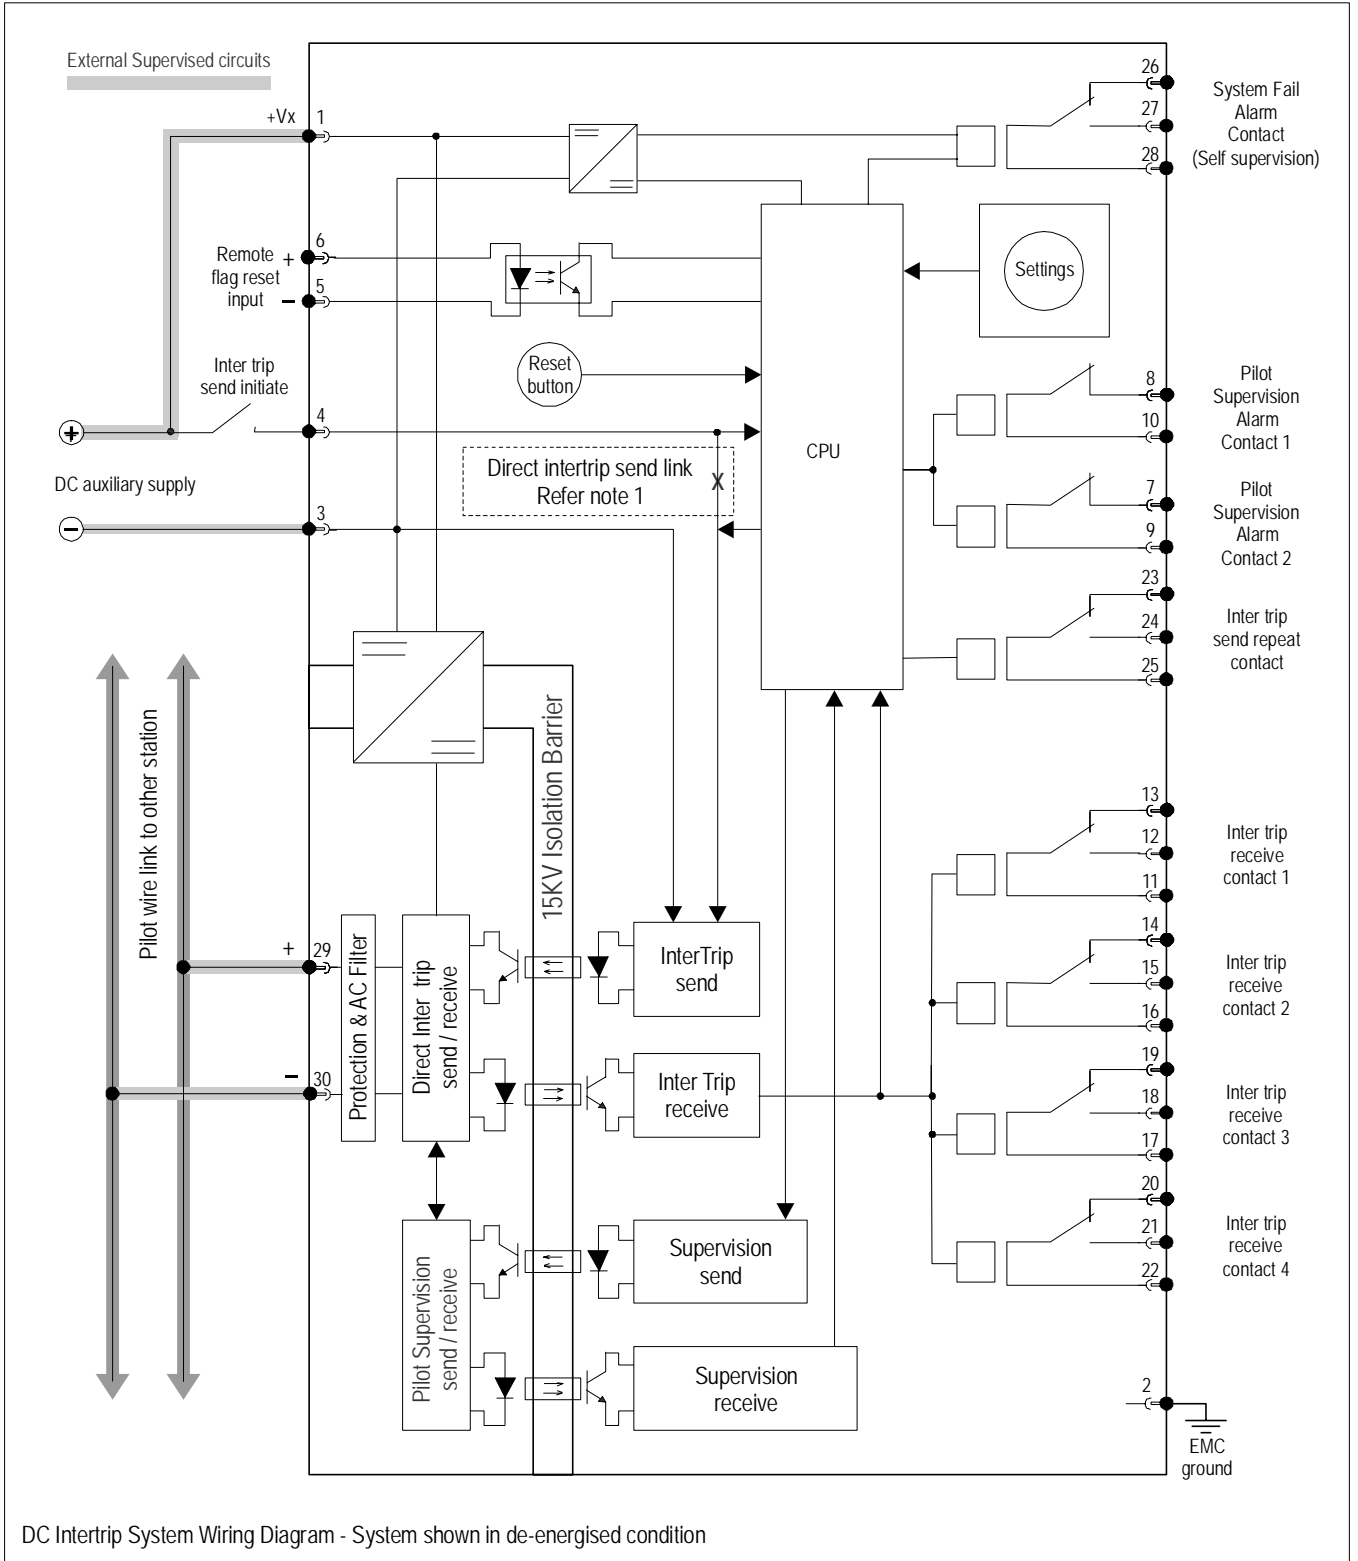 External Supervised circuits
+Vx
1
26
27
28
System Fail
Alarm
Contact
(Self supervision)
Remote
flag reset
input
+
6
5
−
Settings
Reset
button
Inter trip
send initiate
4
+
DC auxiliary supply
−
3
Direct intertrip send link
Refer note 1
X
CPU
8
10
Pilot
Supervision
Alarm
Contact 1
7
9
Pilot
Supervision
Alarm
Contact 2
23
24
25
Inter trip
send repeat
contact
Pilot wire link to other station
15KV Isolation Barrier
13
12
11
Inter trip
receive
contact 1
14
15
16
Inter trip
receive
contact 2
19
18
17
Inter trip
receive
contact 3
20
21
22
Inter trip
receive
contact 4
+
29
−
30
Protection & AC Filter
Direct Inter trip
send / receive
InterTrip
send
Inter Trip
receive
Pilot Supervision
send / receive
Supervision
send
Supervision
receive
2
EMC
ground
DC Intertrip System Wiring Diagram - System shown in de-energised condition